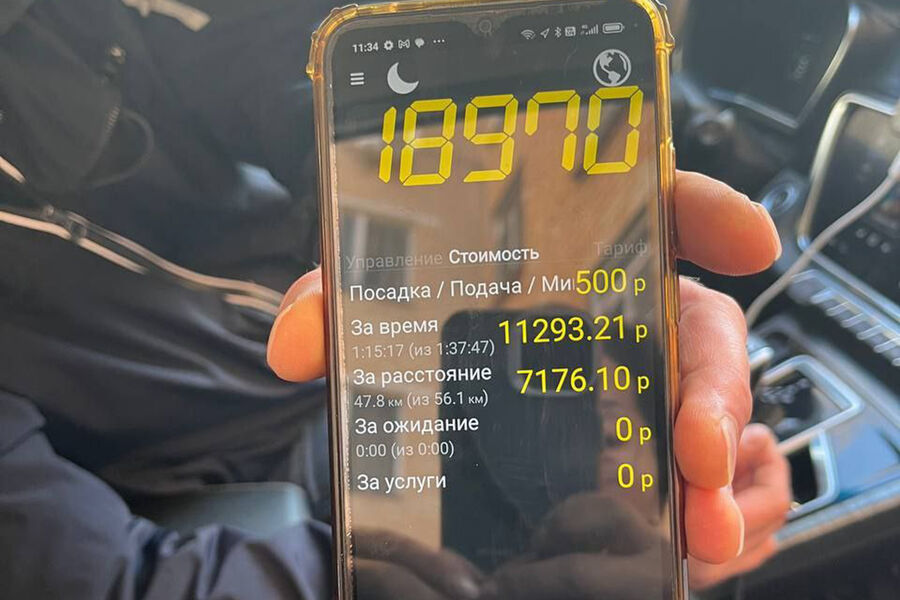 11:34
18970
Управление Стоимость Тариф
Посадка / Подача / Ми 500 р
За время 11293.21 р
1:15:17 (из 1:37:47)
За расстояние 7176.10 р
47.8 км (из 56.1 км)
За ожидание 0 р
0:00 (из 0:00)
За услуги 0 р